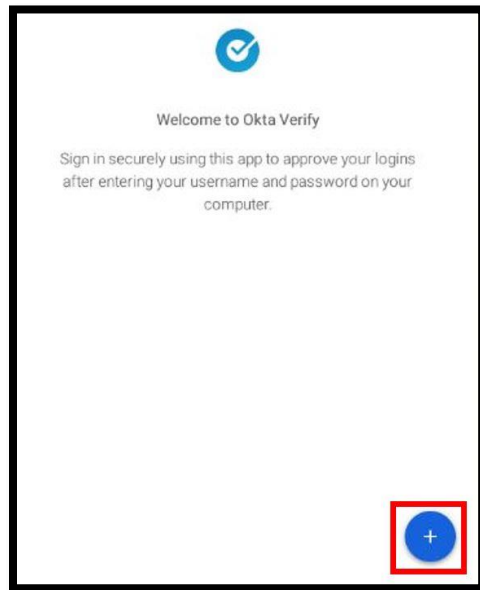 Welcome to Okta Verify
Sign in securely using this app to approve your logins
after entering your username and password on your
computer.
+